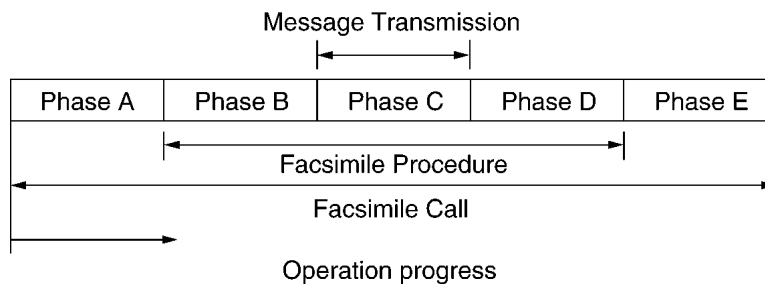 Message Transmission
Phase A Phase B Phase C Phase D Phase E
Facsimile Procedure
Facsimile Call
Operation progress